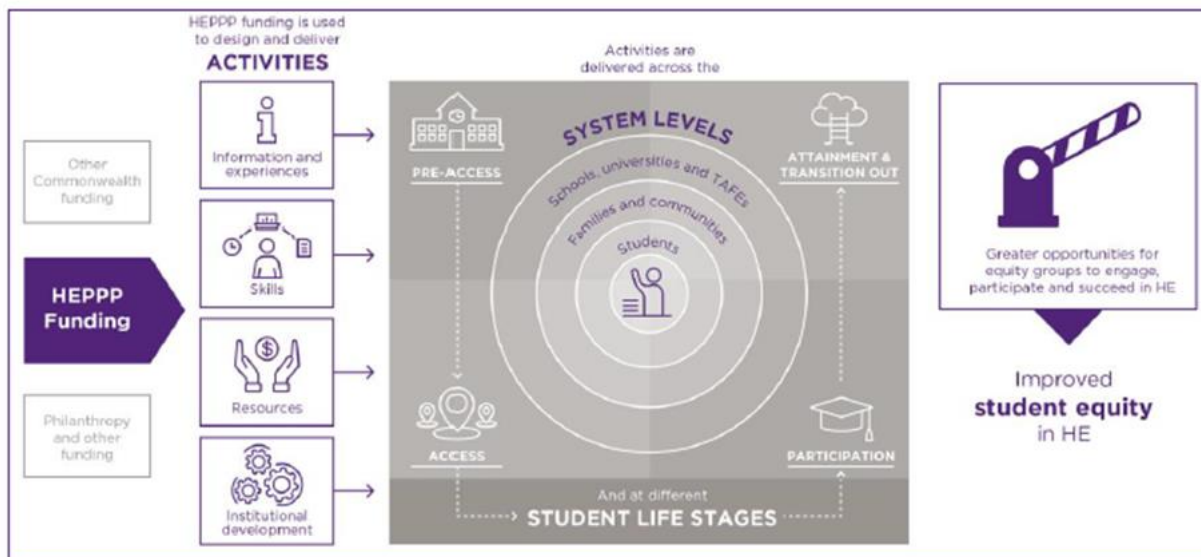 HEPPP funding is used
to design and deliver
ACTIVITIES
Other
Commonwealth
funding
HEPPP
Funding
Philanthropy
and other
funding
Information and
experiences
Skills
Resources
Institutional
development
Activities are
delivered across the
SYSTEM LEVELS
Schools, universities and TAFEs
Families and communities
Students
PRE-ACCESS
ACCESS
And at different
STUDENT LIFE STAGES
PARTICIPATION
ATTAINMENT &
TRANSITION OUT
Greater opportunities for
equity groups to engage,
participate and succeed in HE
Improved
student equity
in HE